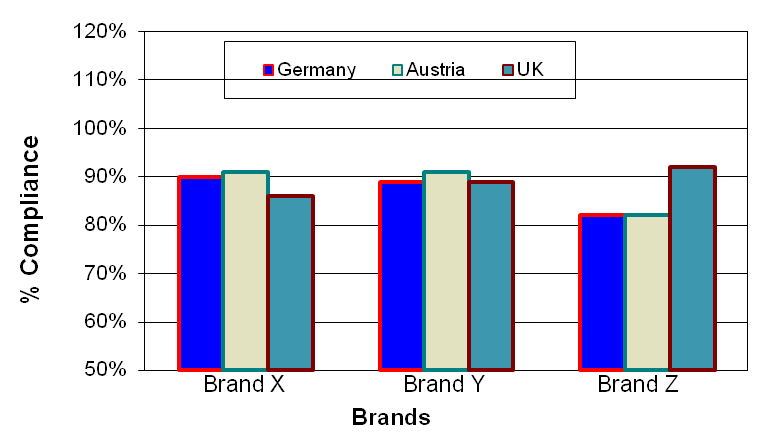 120%
110%
100%
90%
80%
70%
60%
50%
% Compliance
Germany Austria UK
Brand X Brand Y Brand Z
Brands